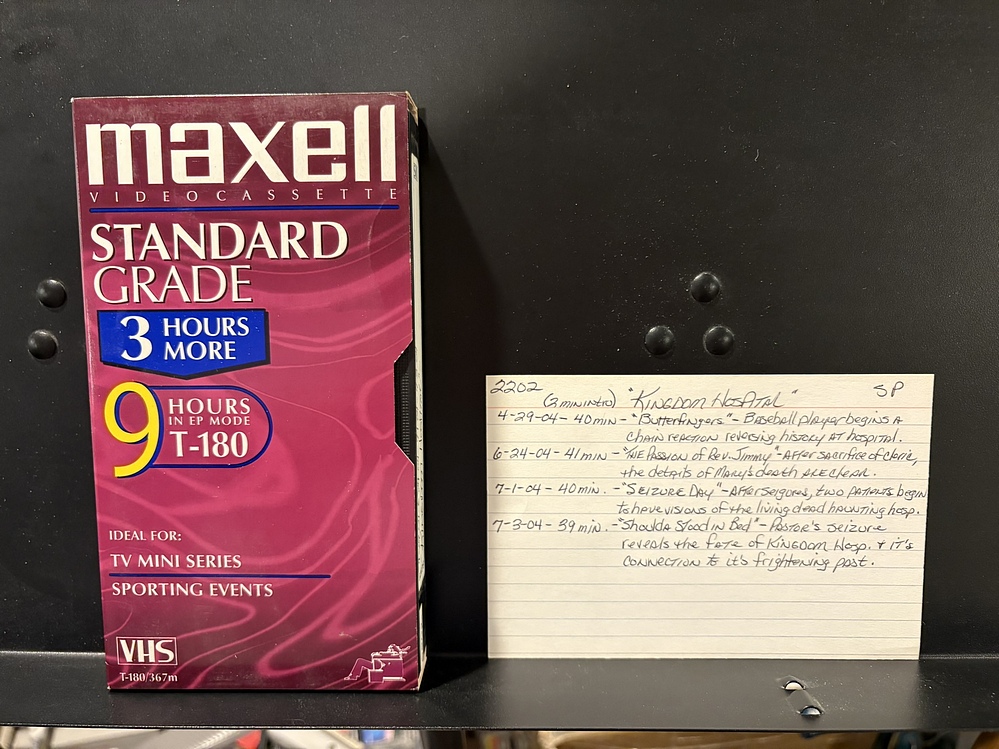 maxell
VIDEOCASSETTE
STANDARD
GRADE
3 HOURS
MORE
9 HOURS
IN EP MODE
T-180
IDEAL FOR:
TV MINI SERIES
SPORTING EVENTS
VHS
T-180/367m
2202 SP
(2 min intro) "KINGDOM HOSPITAL"
4-29-04 - 40 min - "Butterfingers" - Baseball player begins a
chain reaction reversing history at hospital.
6-24-04 - 41 min - "The Passion of Rev. Jimmy" - After sacrifice of cleric,
the details of Mary's death are clear.
7-1-04 - 40 min. - "Seizure Day" - After seizures, two patients begin
to have visions of the living dead haunting hosp.
7-3-04 - 39 min. - "Shoulda Stood in Bed" - Pastor's seizure
reveals the fate of Kingdom Hosp. & it's
connection to it's frightening past.